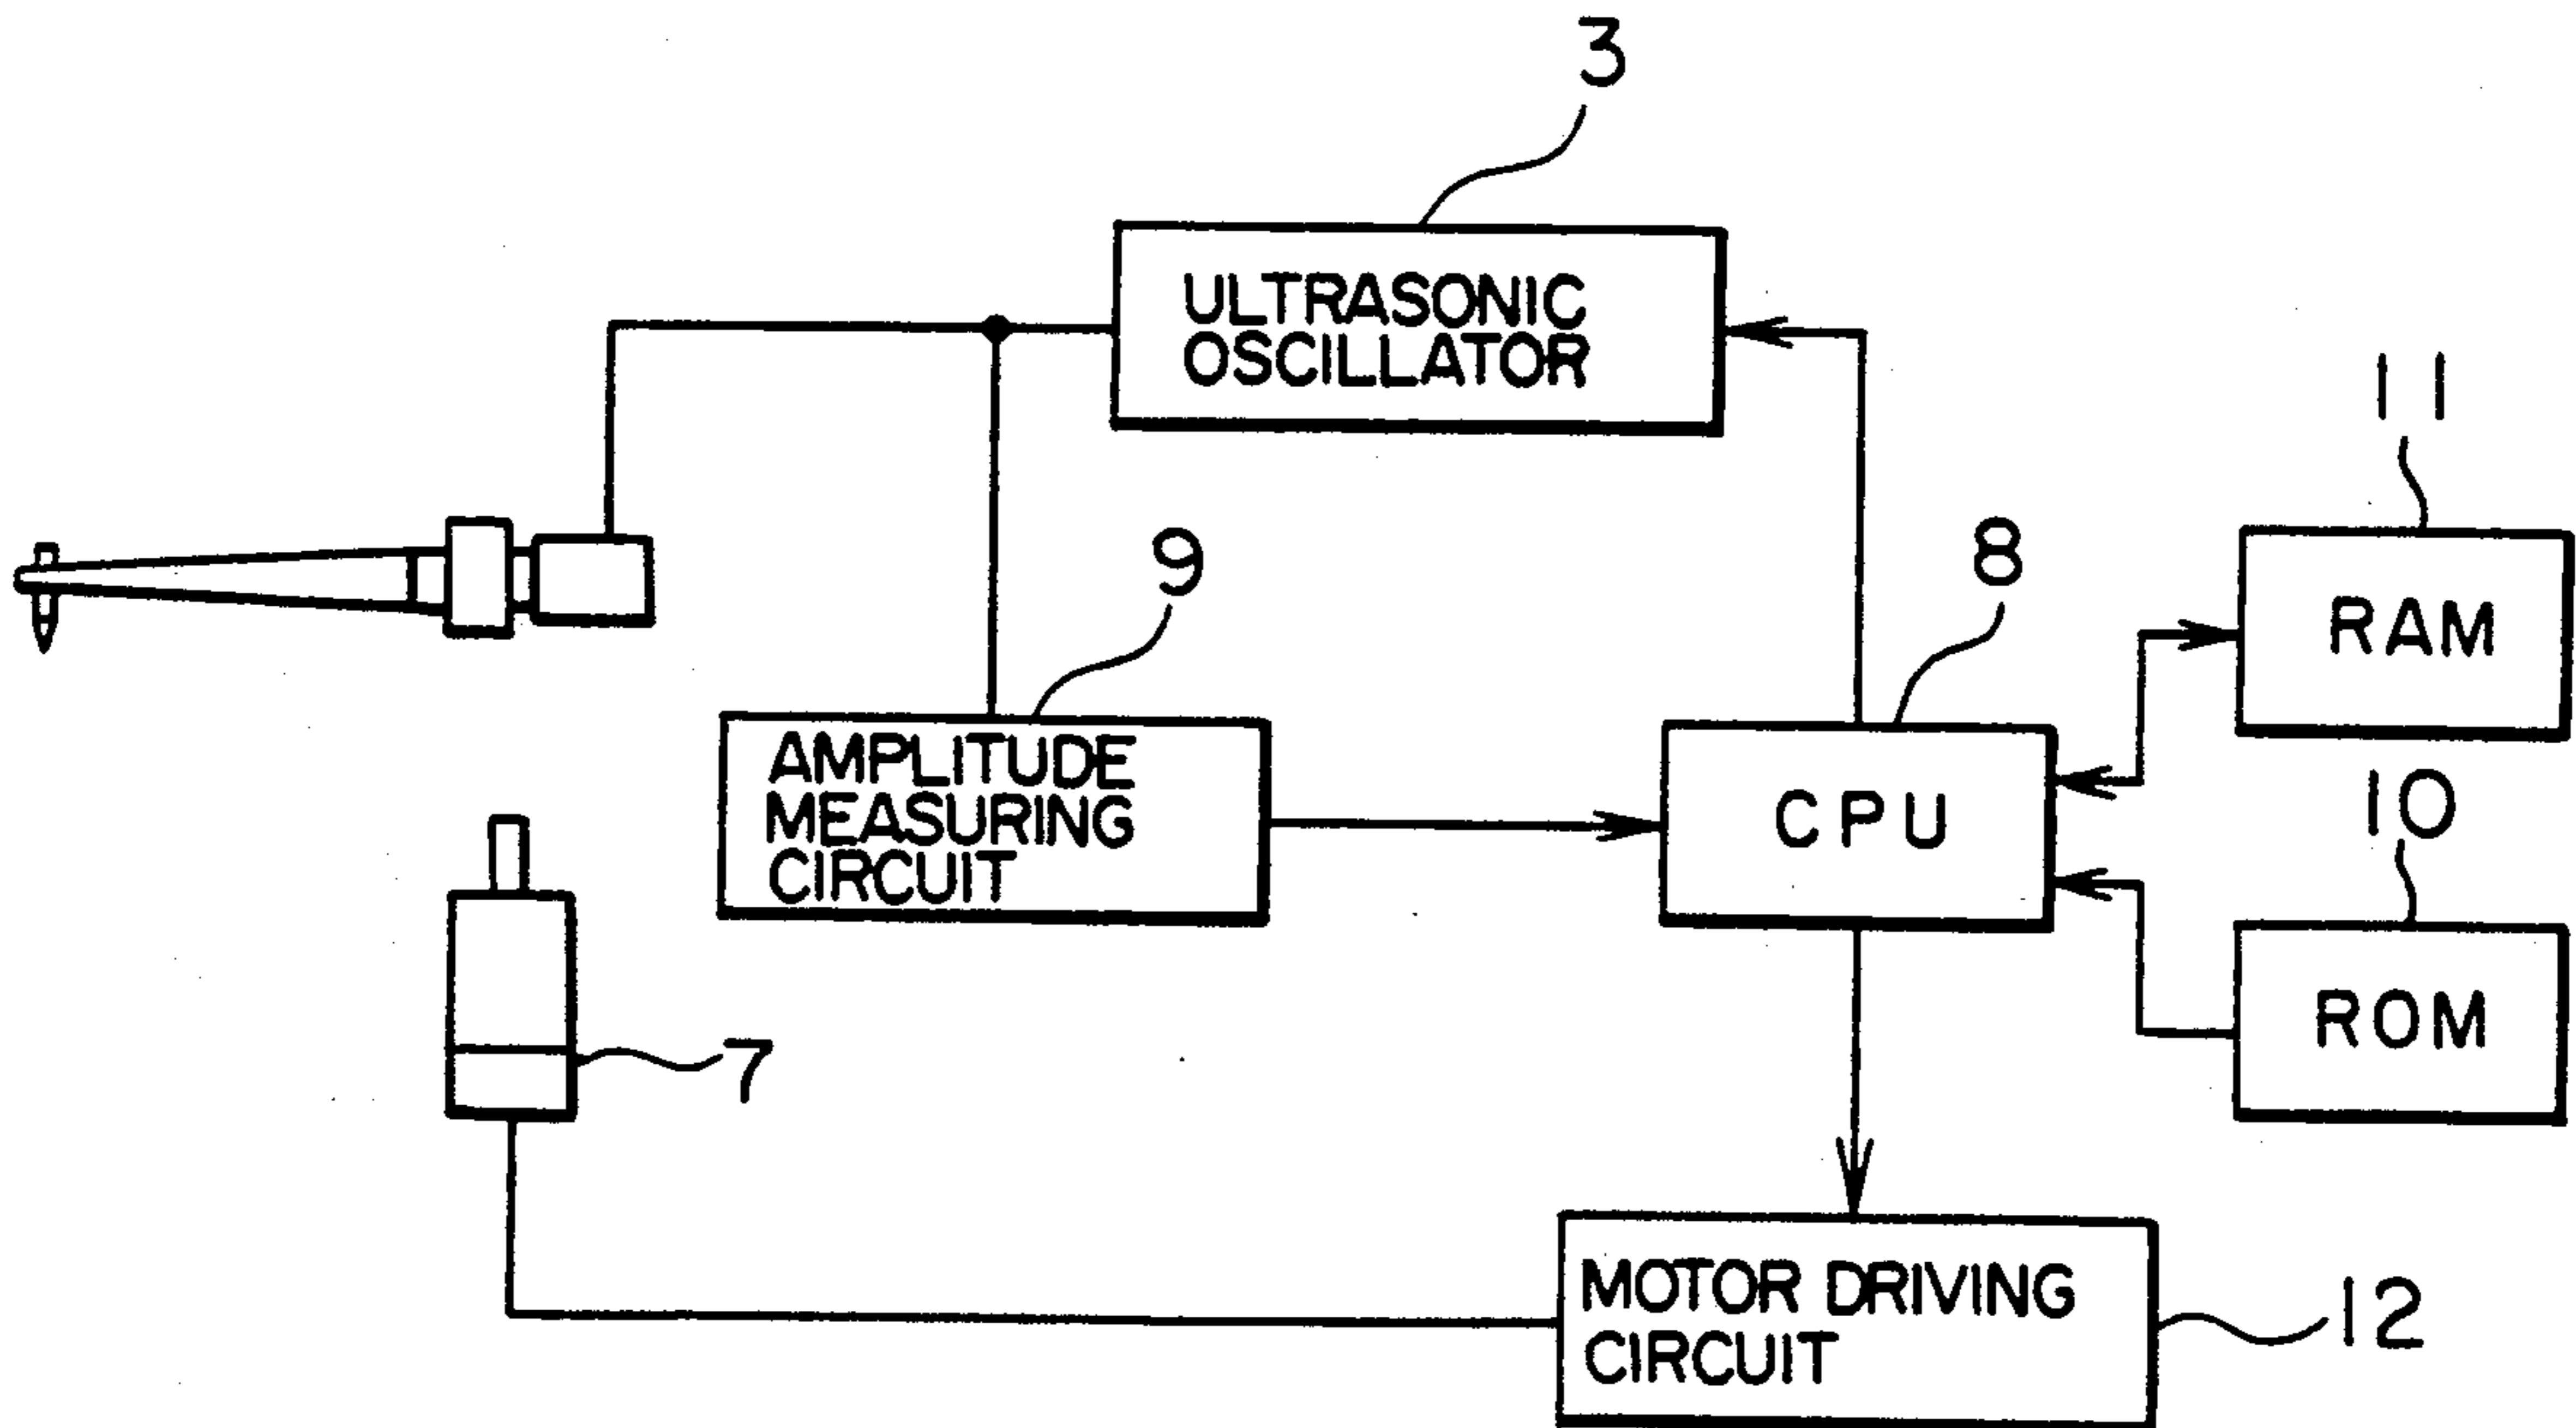 3
ULTRASONIC
OSCILLATOR
11
9
8
RAM
AMPLITUDE
MEASURING
CIRCUIT
CPU
10
ROM
7
MOTOR DRIVING
CIRCUIT
12